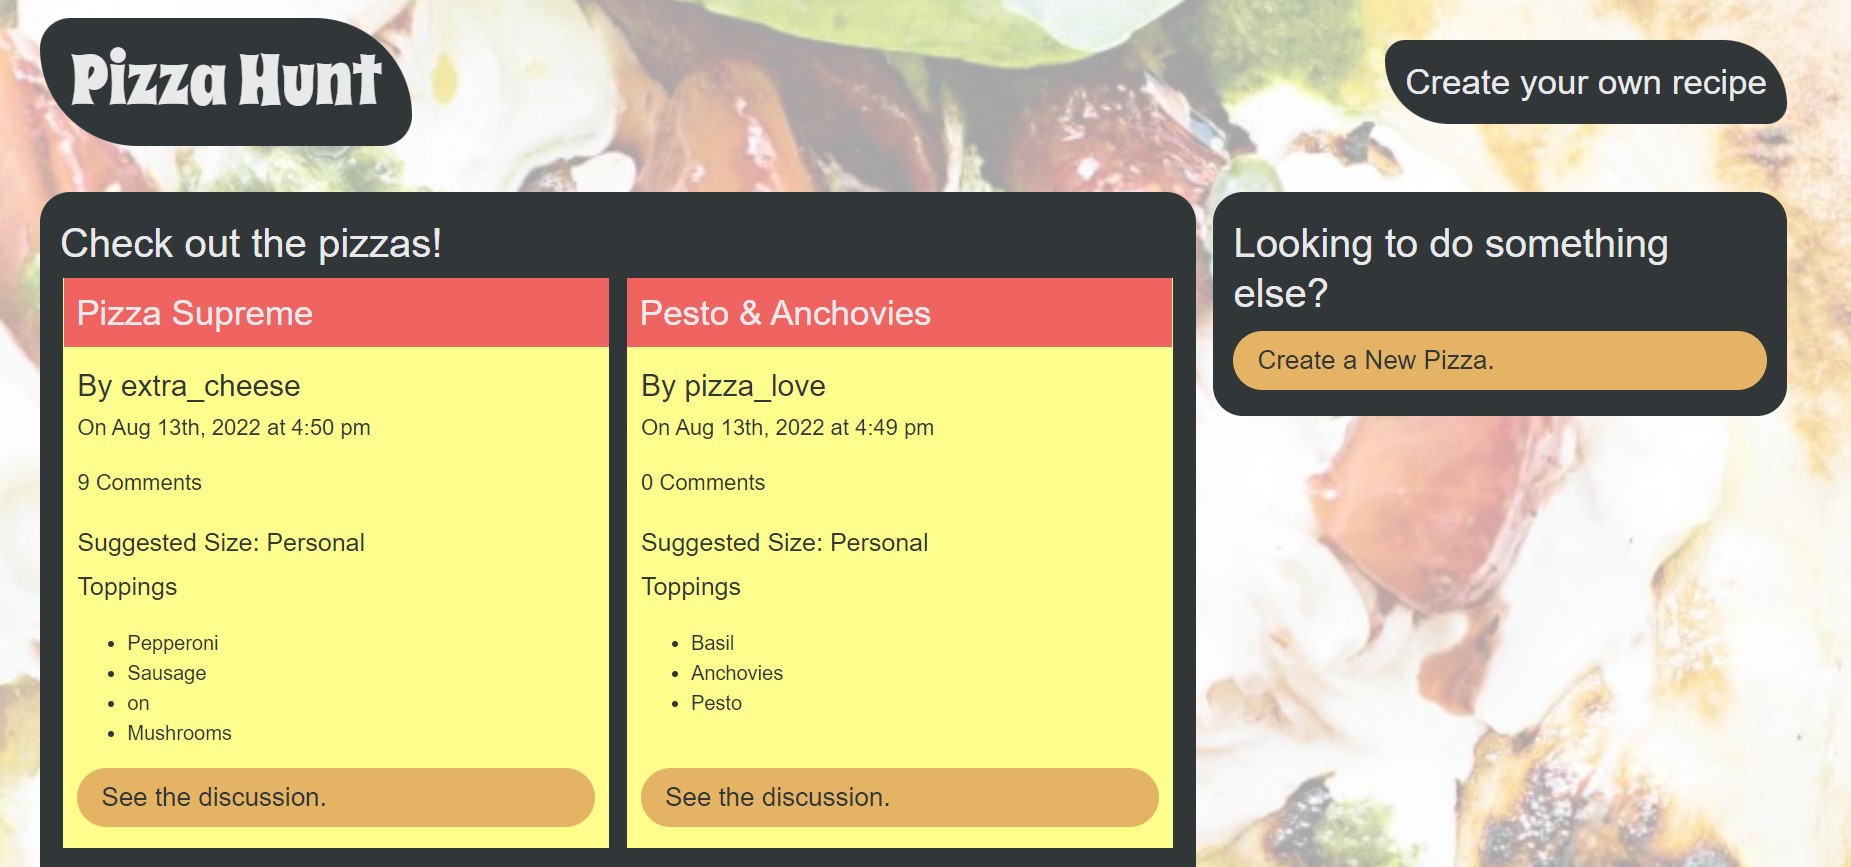 Pizza Hunt
Create your own recipe
Check out the pizzas!
Pizza Supreme
By extra_cheese
On Aug 13th, 2022 at 4:50 pm
9 Comments
Suggested Size: Personal
Toppings
• Pepperoni
• Sausage
• on
• Mushrooms
See the discussion.
Pesto & Anchovies
By pizza_love
On Aug 13th, 2022 at 4:49 pm
0 Comments
Suggested Size: Personal
Toppings
• Basil
• Anchovies
• Pesto
See the discussion.
Looking to do something
else?
Create a New Pizza.